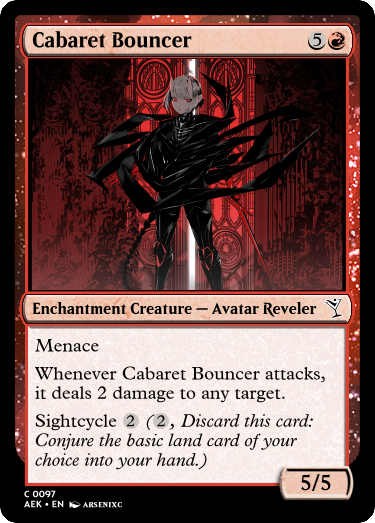 Cabaret Bouncer 5
Enchantment Creature — Avatar Reveler
Menace
Whenever Cabaret Bouncer attacks,
it deals 2 damage to any target.
Sightcycle 2 (2, Discard this card:
Conjure the basic land card of your
choice into your hand.)
5/5
C 0097
AEK • EN ARSENIXC